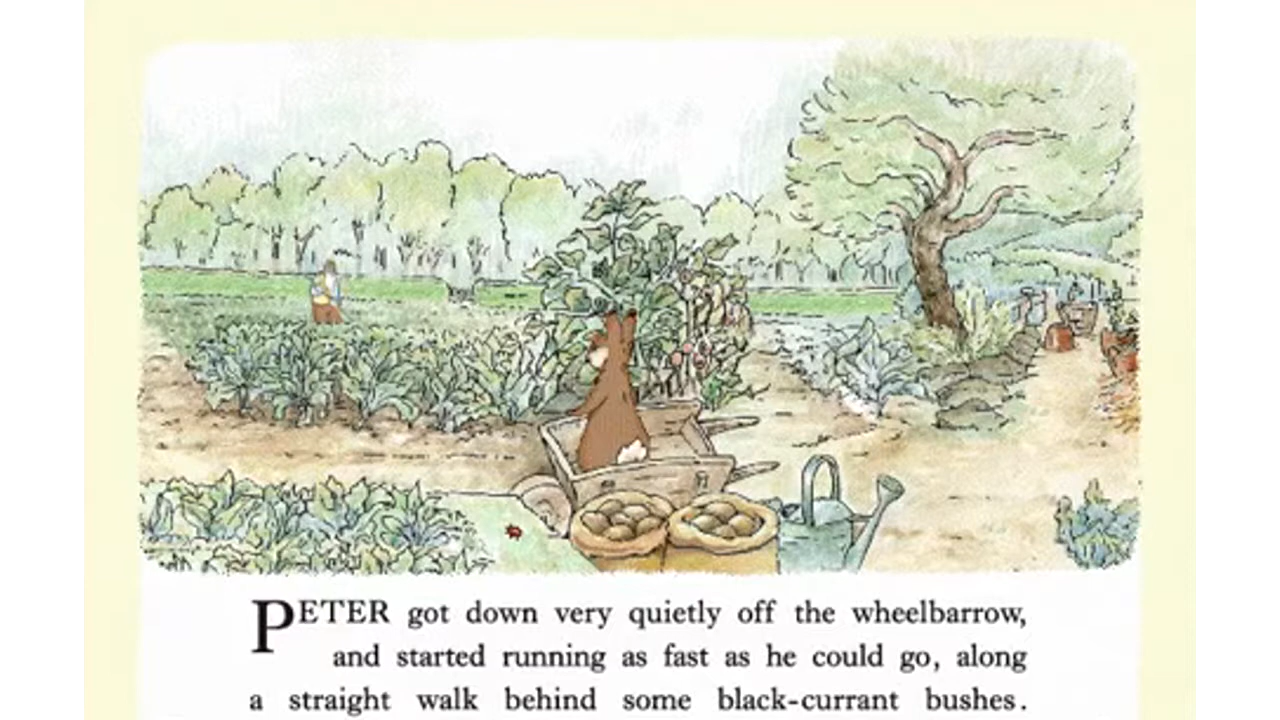 PETER got down very quietly off the wheelbarrow,
and started running as fast as he could go, along
a straight walk behind some black-currant bushes.